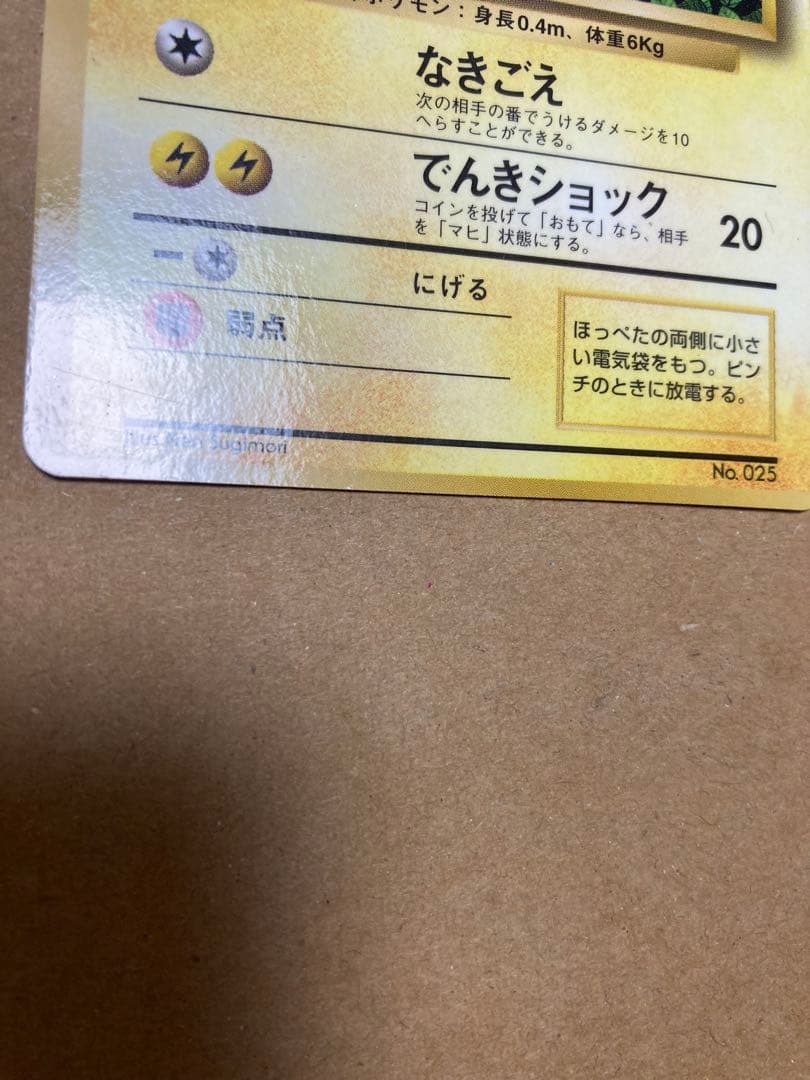 ポケモン：身長0.4m、体重6Kg
なきごえ
次の相手の番でうけるダメージを10
へらすことができる。
でんきショック 20
コインを投げて「おもて」なら、相手
を「マヒ」状態にする。
にげる
弱点
ほっぺたの両側に小さ
い電気袋をもつ。ピン
チのときに放電する。
Illus. Ken Sugimori
No. 025